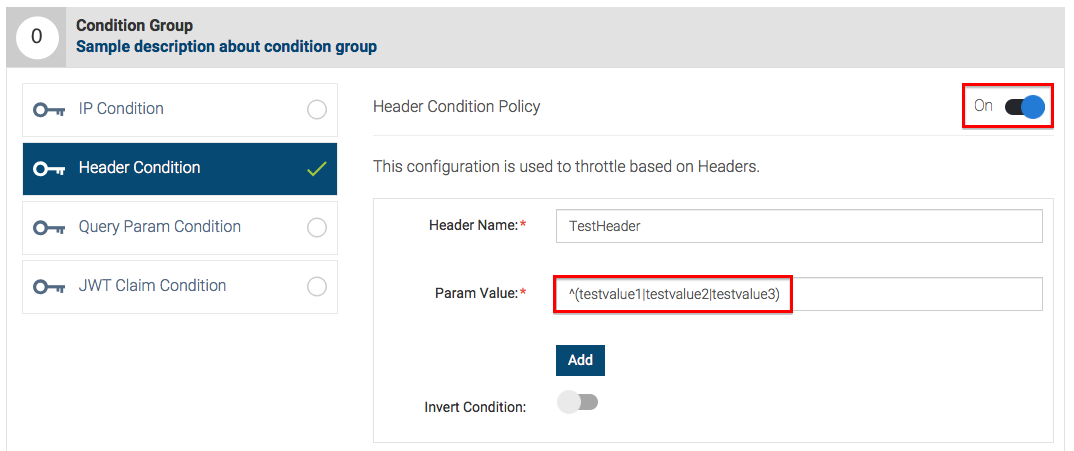 0
Condition Group
Sample description about condition group
IP Condition
Header Condition
Query Param Condition
JWT Claim Condition
Header Condition Policy
On
This configuration is used to throttle based on Headers.
Header Name:* TestHeader
Param Value:* ^(testvalue1|testvalue2|testvalue3)
Add
Invert Condition: